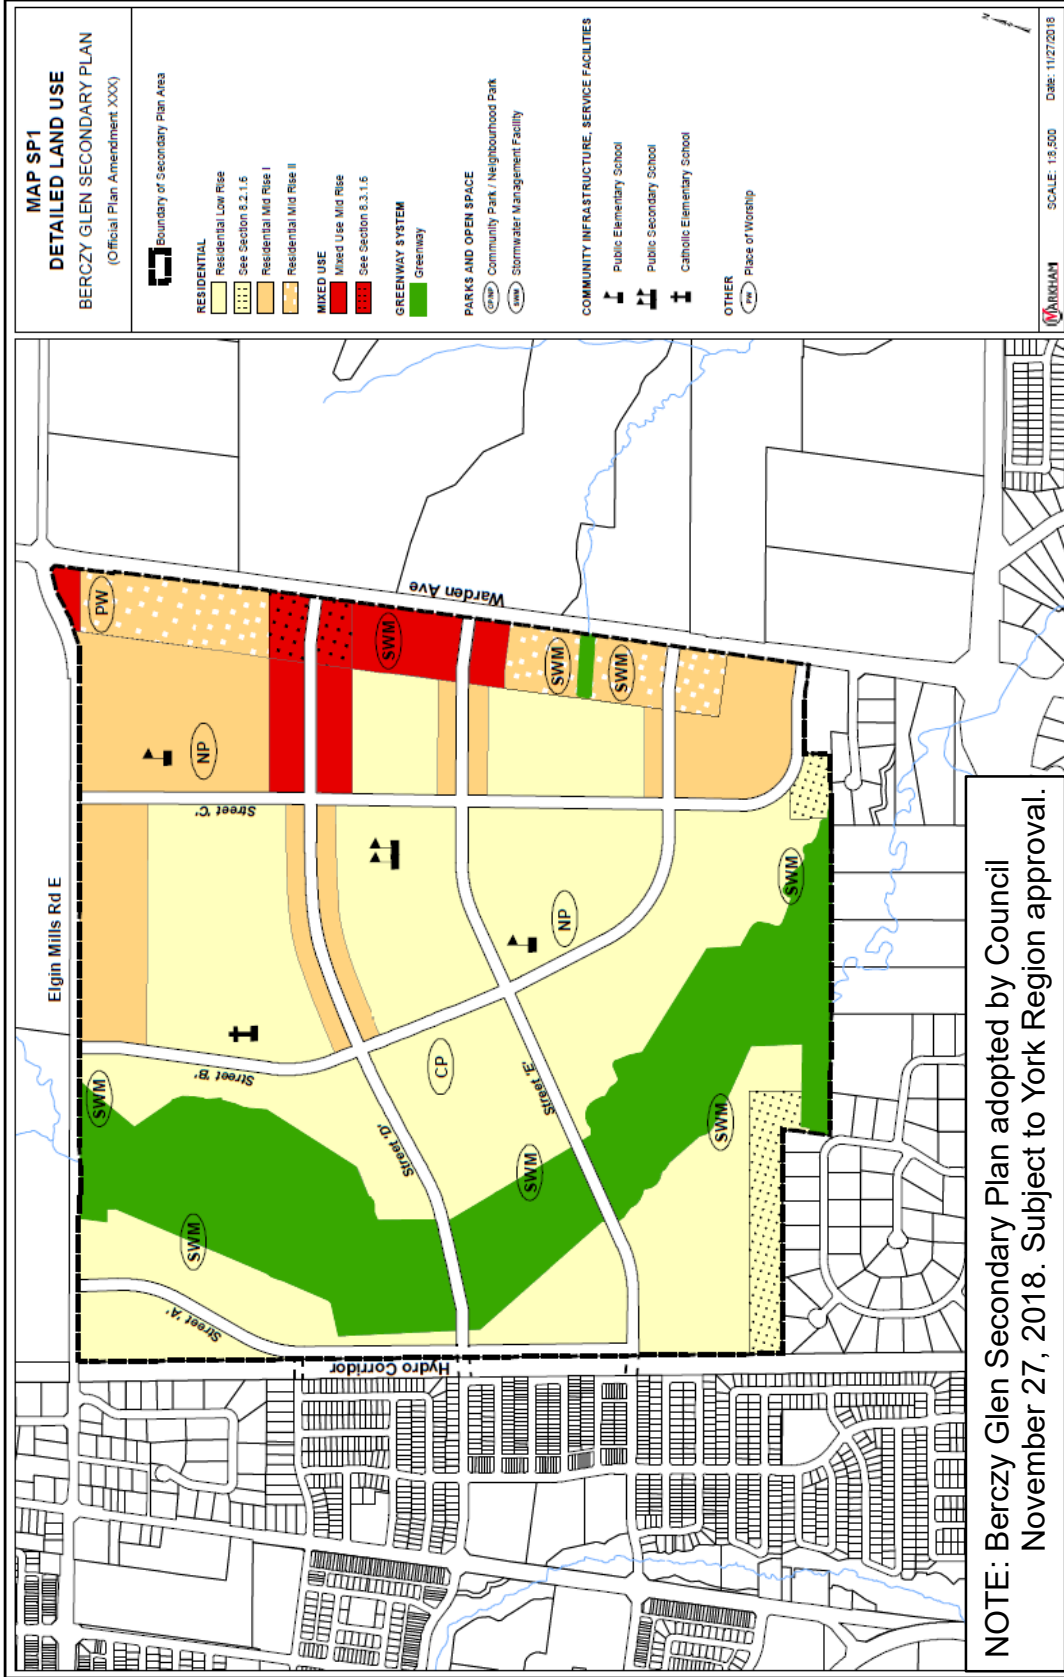 MAP SP1
DETAILED LAND USE
BERCZY GLEN SECONDARY PLAN
(Official Plan Amendment XXX)
Boundary of Secondary Plan Area
RESIDENTIAL
Residential Low Rise
See Section 8.2.1.6
Residential Mid Rise I
Residential Mid Rise II
MIXED USE
Mixed Use Mid Rise
See Section 8.3.1.6
GREENWAY SYSTEM
Greenway
PARKS AND OPEN SPACE
CP/NP Community Park / Neighbourhood Park
SWM Stormwater Management Facility
COMMUNITY INFRASTRUCTURE, SERVICE FACILITIES
Public Elementary School
Public Secondary School
Catholic Elementary School
OTHER
PW Place of Worship
N
MARKHAM
SCALE: 1:8,500
Date: 11/27/2018
Elgin Mills Rd E
Warden Ave
Hydro Corridor
Street 'A'
Street 'B'
Street 'C'
Street 'D'
Street 'E'
PW
NP
SWM
SWM
SWM
SWM
SWM
SWM
SWM
SWM
NP
CP
NOTE: Berczy Glen Secondary Plan adopted by Council
November 27, 2018. Subject to York Region approval.